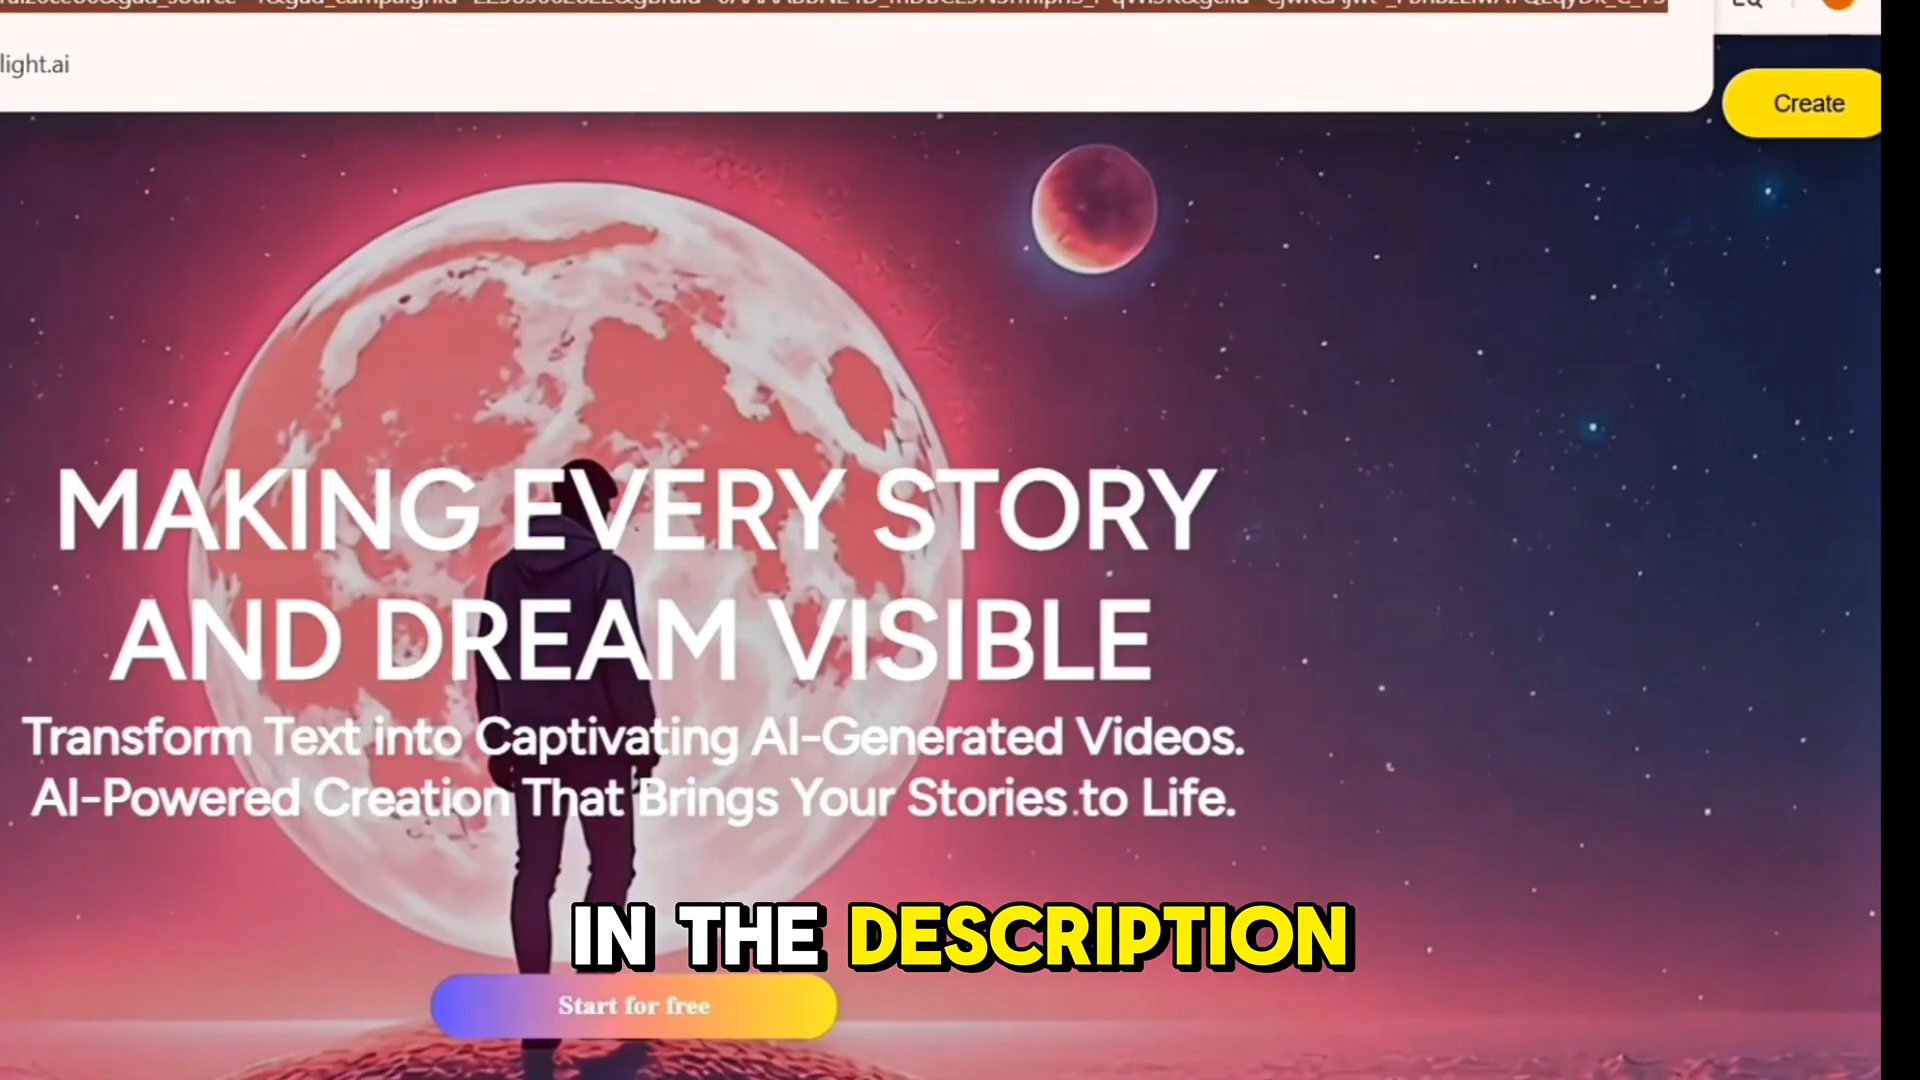 light.ai
Create
MAKING EVERY STORY
AND DREAM VISIBLE
Transform Text into Captivating AI-Generated Videos.
AI-Powered Creation That Brings Your Stories to Life.
IN THE DESCRIPTION
Start for free